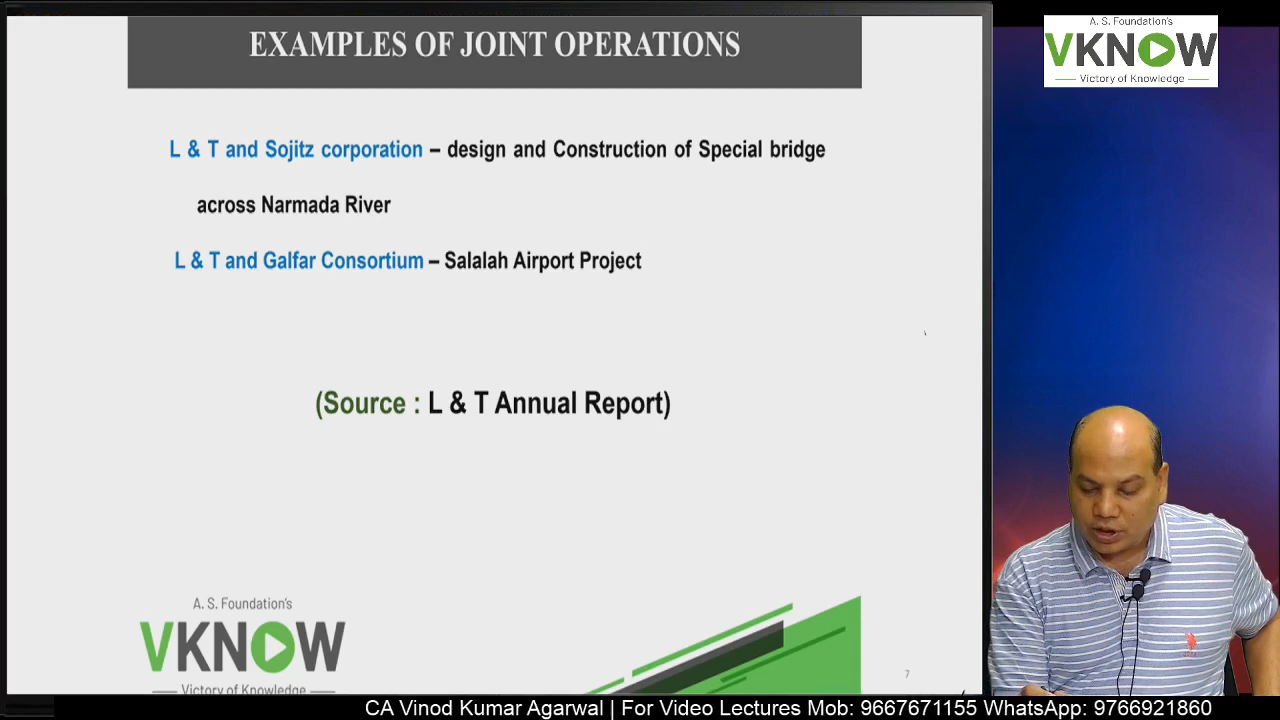 EXAMPLES OF JOINT OPERATIONS
L & T and Sojitz corporation – design and Construction of Special bridge
across Narmada River
L & T and Galfar Consortium – Salalah Airport Project
(Source : L & T Annual Report)
A. S. Foundation's
VKNOW
Victory of Knowledge
7
A. S. Foundation's
VKNOW
Victory of Knowledge
CA Vinod Kumar Agarwal | For Video Lectures Mob: 9667671155 WhatsApp: 9766921860